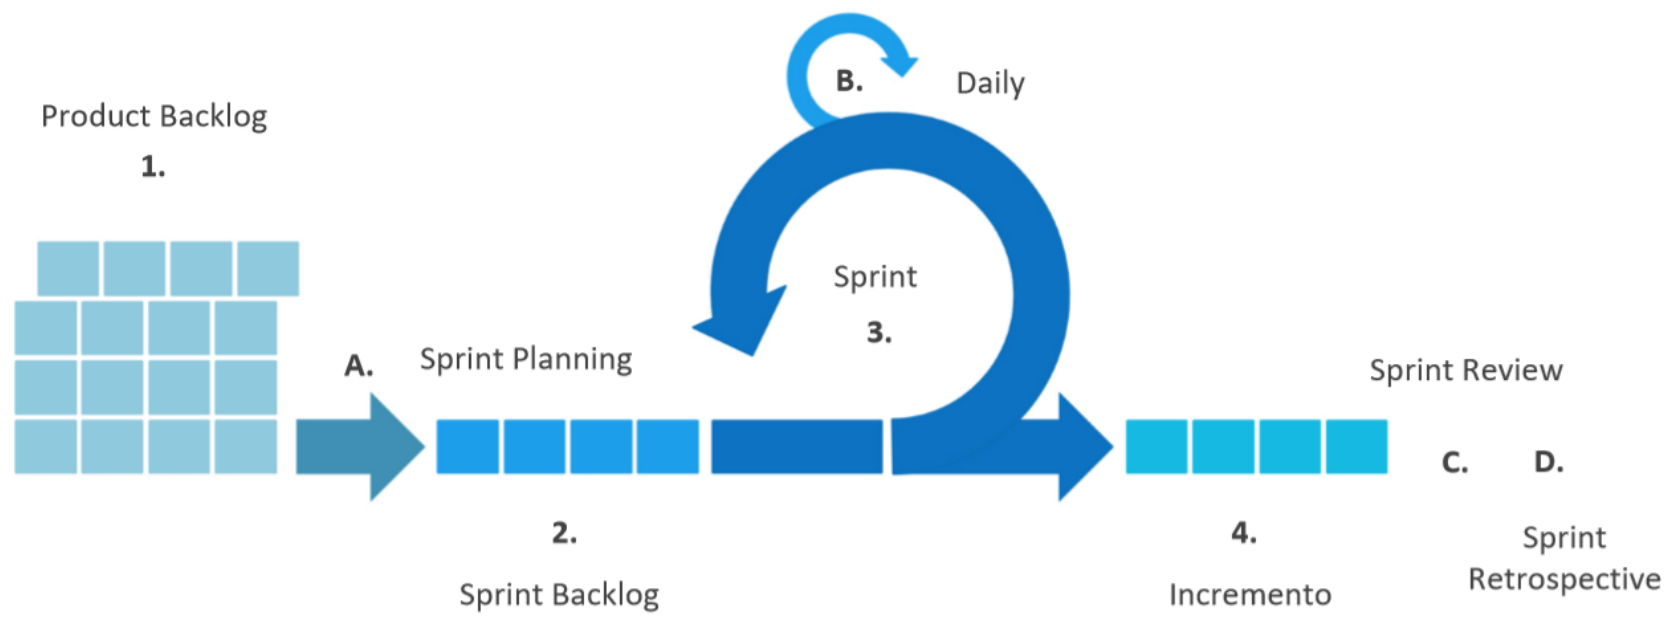 Product Backlog
1.
A.
Sprint Planning
2.
Sprint Backlog
B.
Daily
Sprint
3.
4.
Incremento
Sprint Review
C.
D.
Sprint
Retrospective